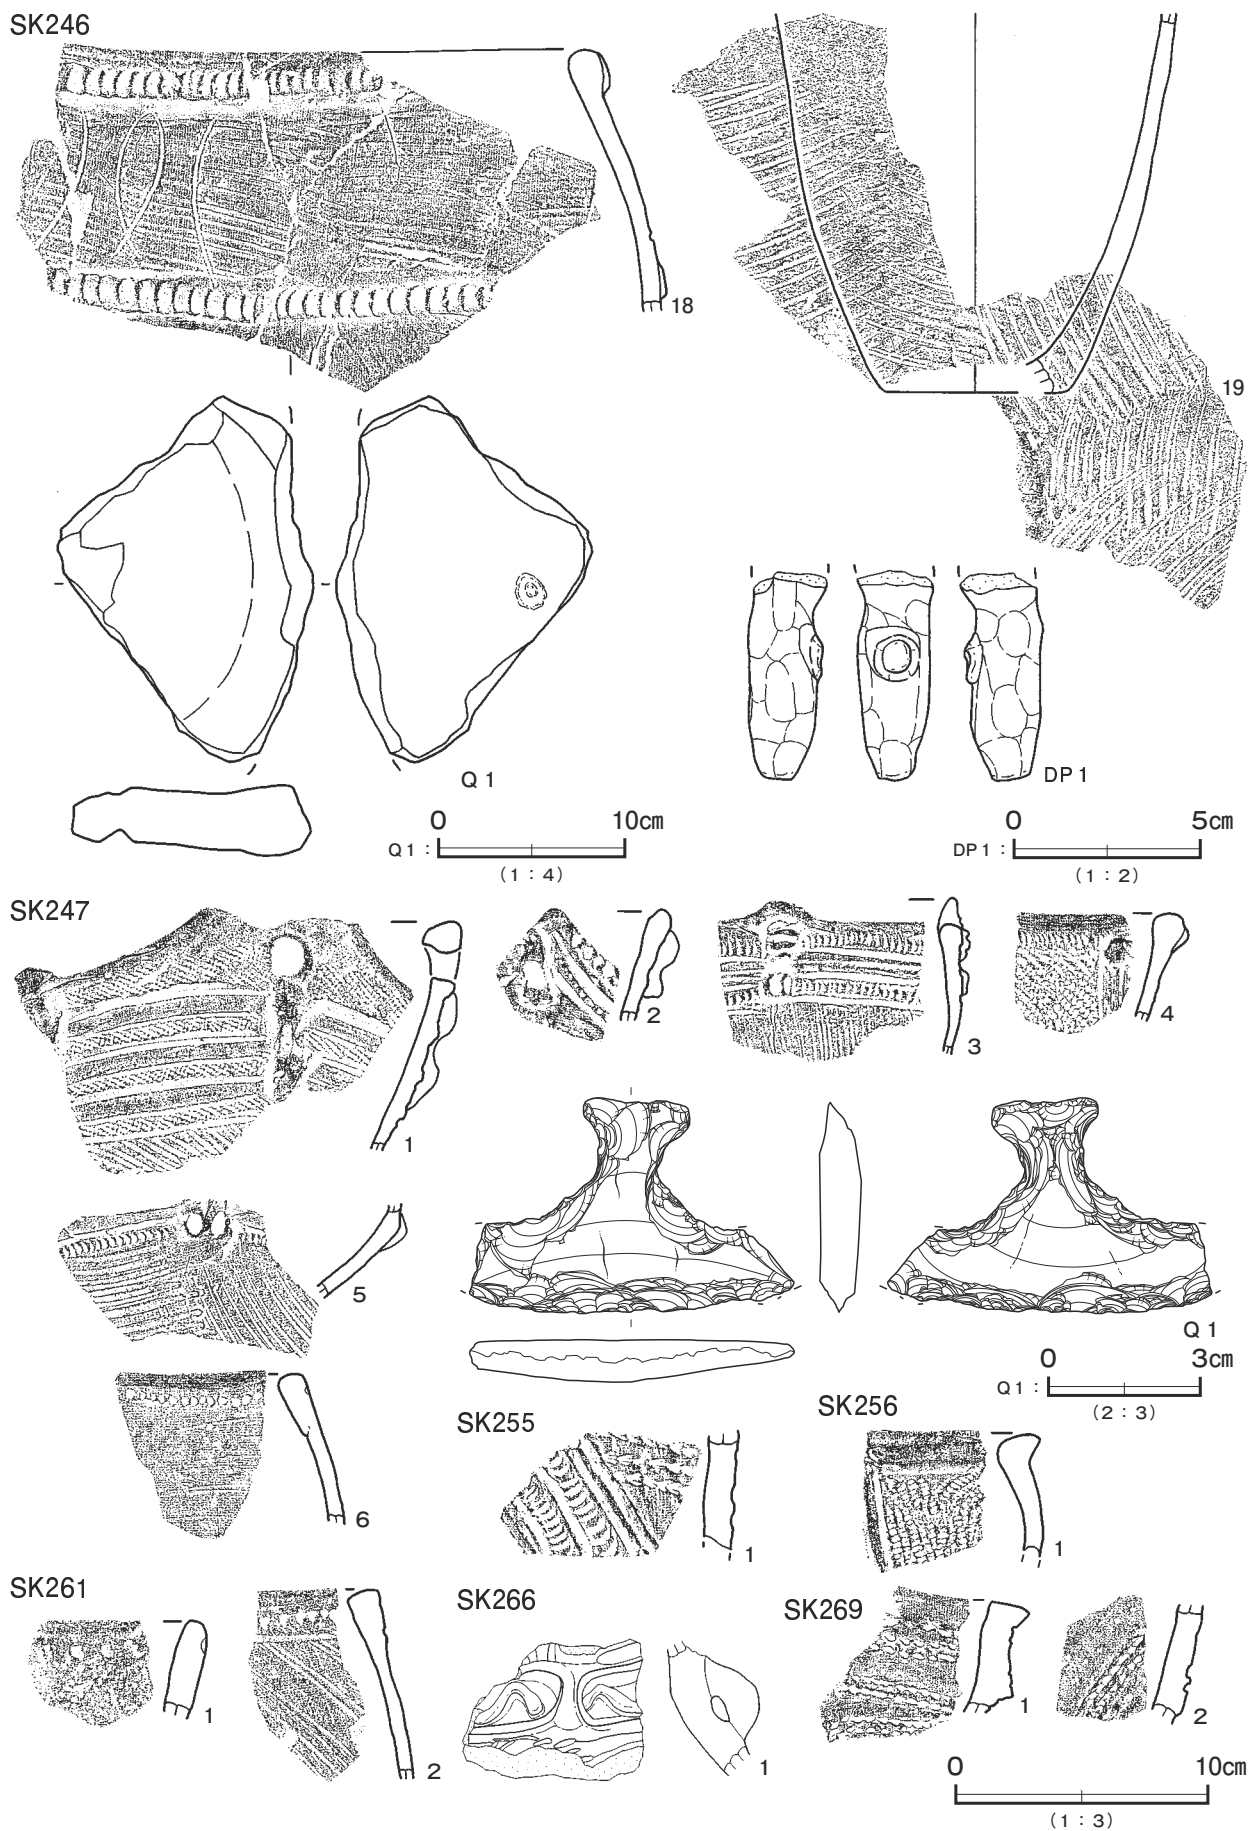 SK246
18
19
Q 1
DP 1
0 10cm
Q 1 :
(1 : 4)
0 5cm
DP 1 :
(1 : 2)
SK247
1
2
3
4
5
Q 1
0 3cm
Q 1 :
(2 : 3)
6
SK255
1
SK256
1
SK261
1
2
SK266
1
SK269
1
2
0 10cm
(1 : 3)